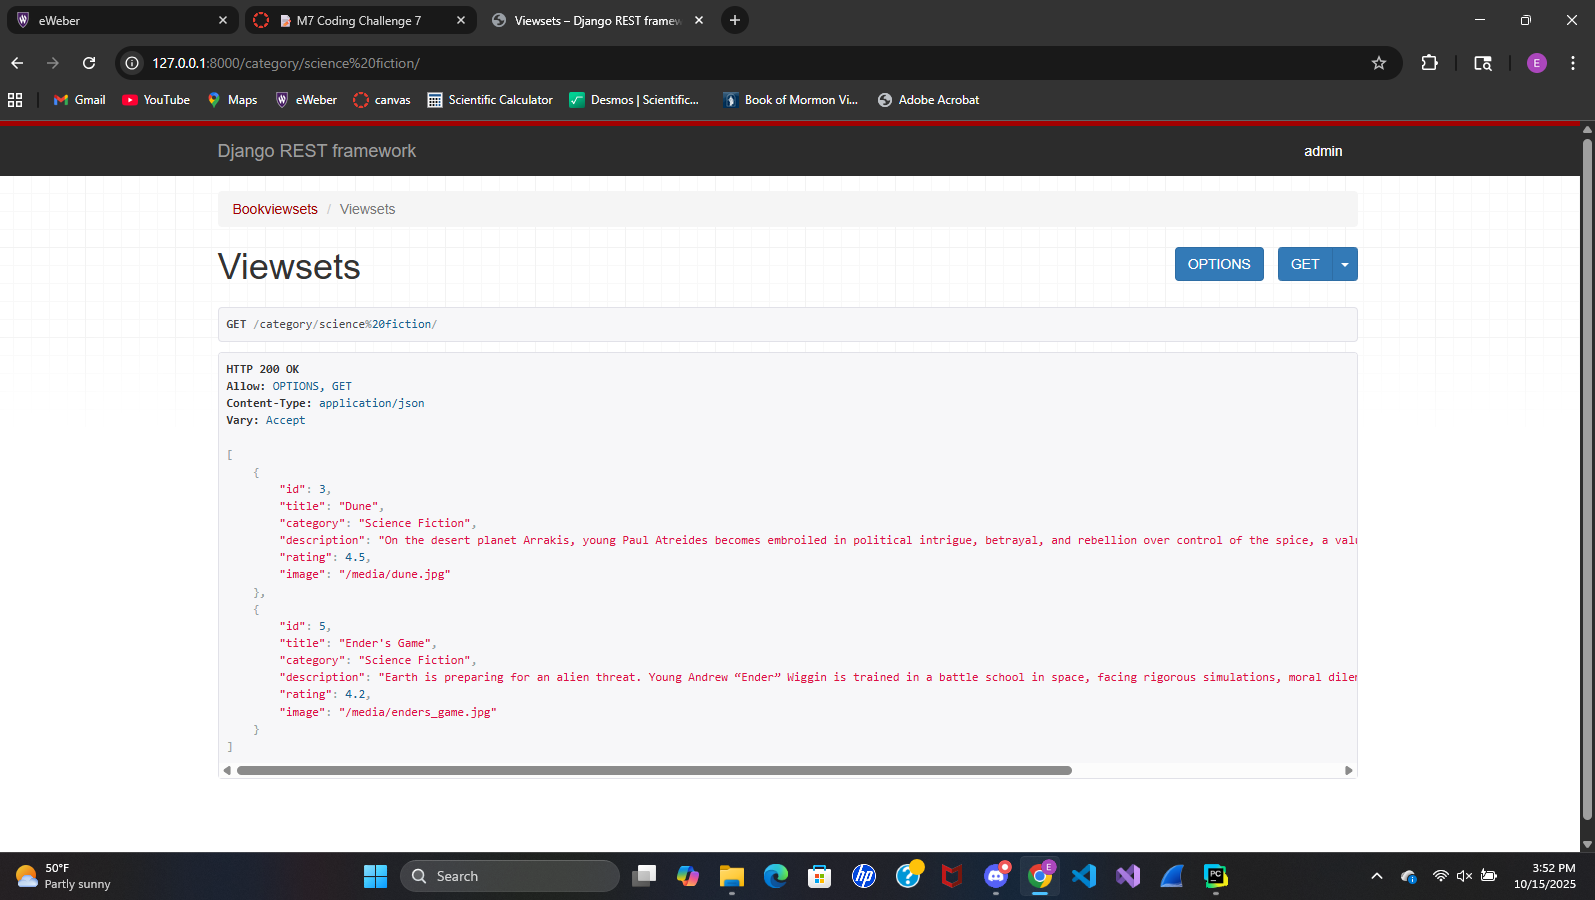 eWeber
M7 Coding Challenge 7
Viewsets – Django REST framew
127.0.0.1:8000/category/science%20fiction/
E
Gmail
YouTube
Maps
eWeber
canvas
Scientific Calculator
Desmos | Scientific...
Book of Mormon Vi...
Adobe Acrobat
Django REST framework
admin
Bookviewsets / Viewsets
Viewsets
OPTIONS
GET
GET /category/science%20fiction/
HTTP 200 OK
Allow: OPTIONS, GET
Content-Type: application/json
Vary: Accept
[
{
"id": 3,
"title": "Dune",
"category": "Science Fiction",
"description": "On the desert planet Arrakis, young Paul Atreides becomes embroiled in political intrigue, betrayal, and rebellion over control of the spice, a valu
"rating": 4.5,
"image": "/media/dune.jpg"
},
{
"id": 5,
"title": "Ender's Game",
"category": "Science Fiction",
"description": "Earth is preparing for an alien threat. Young Andrew “Ender” Wiggin is trained in a battle school in space, facing rigorous simulations, moral dilem
"rating": 4.2,
"image": "/media/enders_game.jpg"
}
]
50°F
Partly sunny
Search
hp
E
PC
3:52 PM
10/15/2025